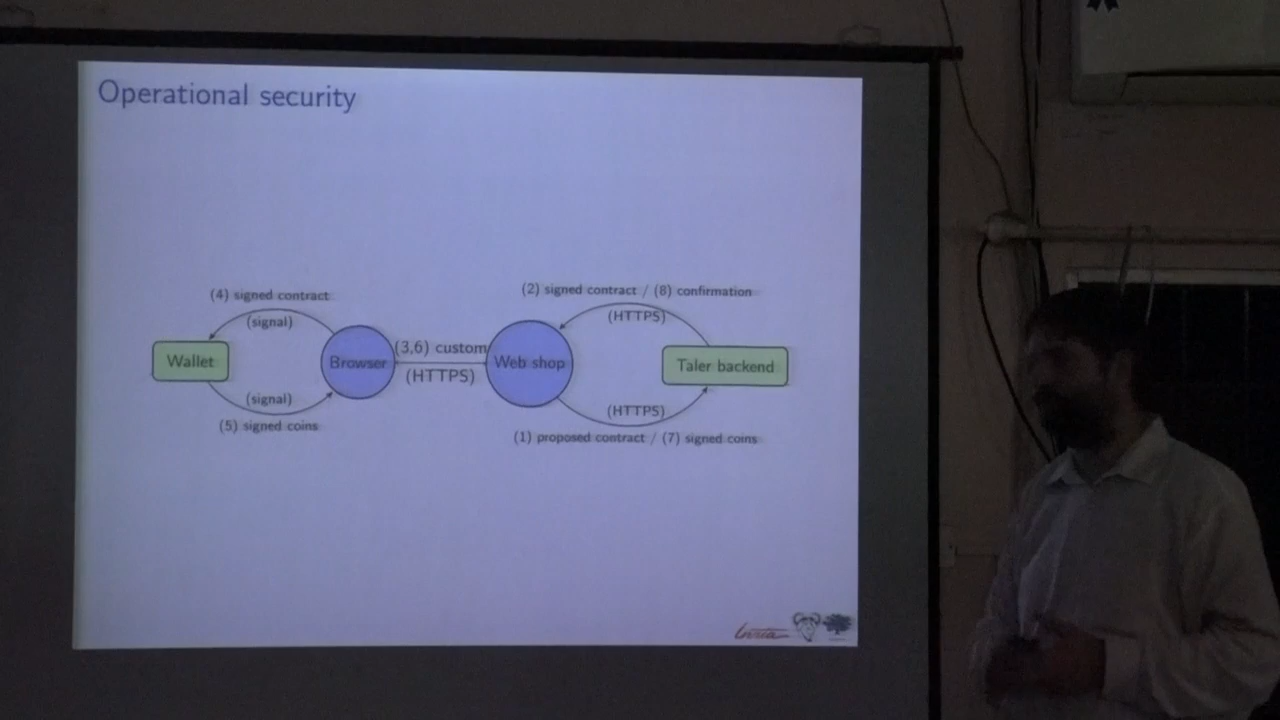 Operational security
(4) signed contract
(signal)
(2) signed contract / (8) confirmation
(HTTPS)
Wallet
Browser
(3,6) custom
(HTTPS)
Web shop
Taler backend
(signal)
(5) signed coins
(HTTPS)
(1) proposed contract / (7) signed coins
Inria